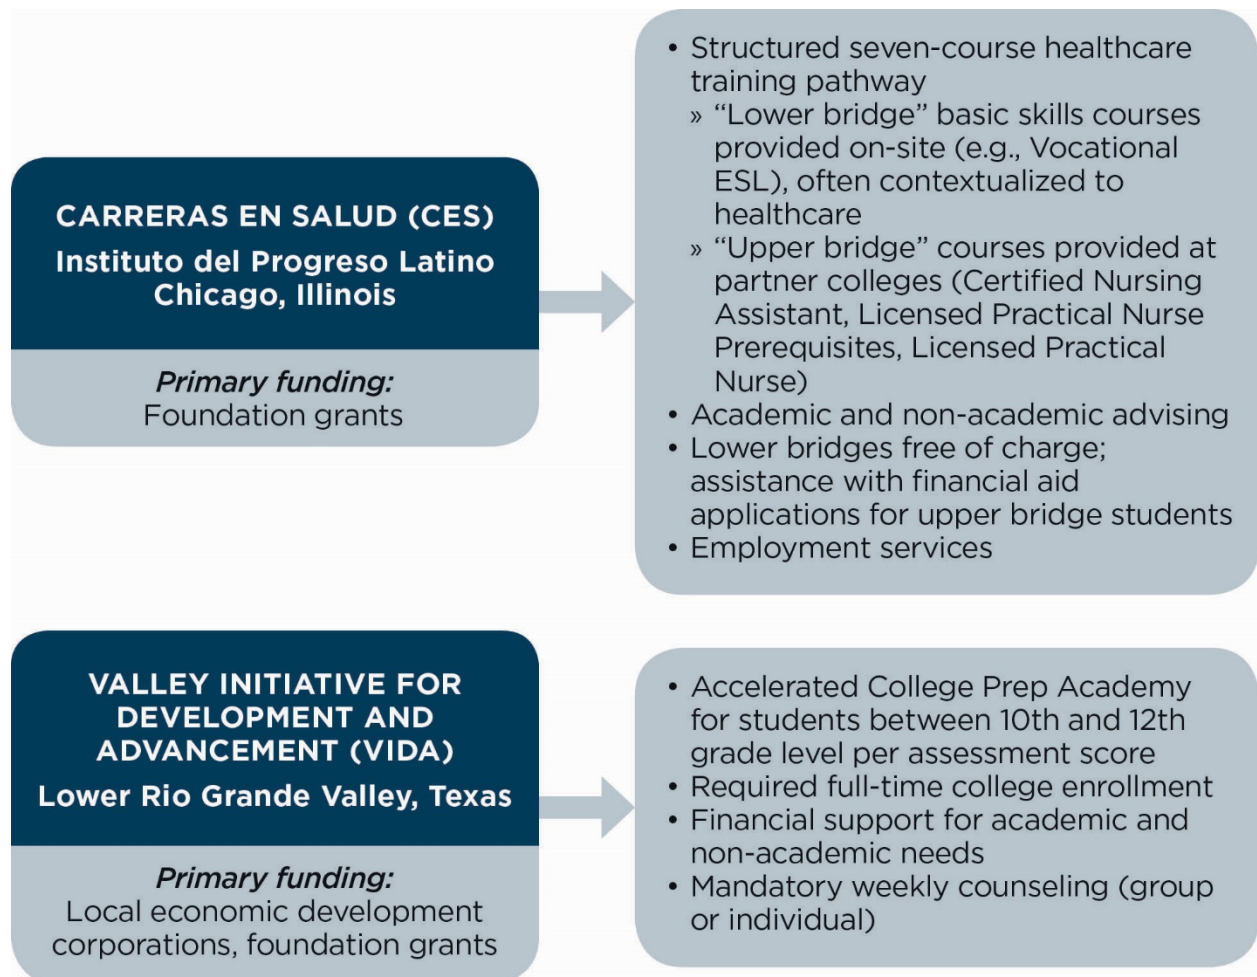 CARRERAS EN SALUD (CES)
Instituto del Progreso Latino
Chicago, Illinois
Primary funding:
Foundation grants
• Structured seven-course healthcare
training pathway
» “Lower bridge” basic skills courses
provided on-site (e.g., Vocational
ESL), often contextualized to
healthcare
» “Upper bridge” courses provided at
partner colleges (Certified Nursing
Assistant, Licensed Practical Nurse
Prerequisites, Licensed Practical
Nurse)
• Academic and non-academic advising
• Lower bridges free of charge;
assistance with financial aid
applications for upper bridge students
• Employment services
VALLEY INITIATIVE FOR
DEVELOPMENT AND
ADVANCEMENT (VIDA)
Lower Rio Grande Valley, Texas
Primary funding:
Local economic development
corporations, foundation grants
• Accelerated College Prep Academy
for students between 10th and 12th
grade level per assessment score
• Required full-time college enrollment
• Financial support for academic and
non-academic needs
• Mandatory weekly counseling (group
or individual)